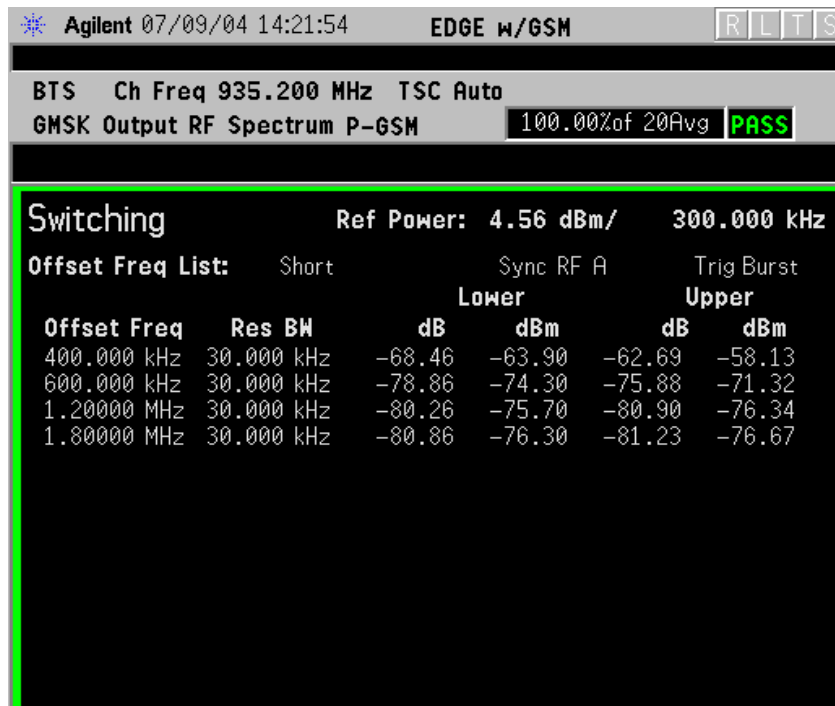 Agilent 07/09/04 14:21:54 EDGE w/GSM R L T S
BTS Ch Freq 935.200 MHz TSC Auto
GMSK Output RF Spectrum P-GSM 100.00%of 20Avg PASS
Switching Ref Power: 4.56 dBm/ 300.000 kHz
Offset Freq List: Short Sync RF A Trig Burst
Lower Upper
Offset Freq Res BW dB dBm dB dBm
400.000 kHz 30.000 kHz -68.46 -63.90 -62.69 -58.13
600.000 kHz 30.000 kHz -78.86 -74.30 -75.88 -71.32
1.20000 MHz 30.000 kHz -80.26 -75.70 -80.90 -76.34
1.80000 MHz 30.000 kHz -80.86 -76.30 -81.23 -76.67